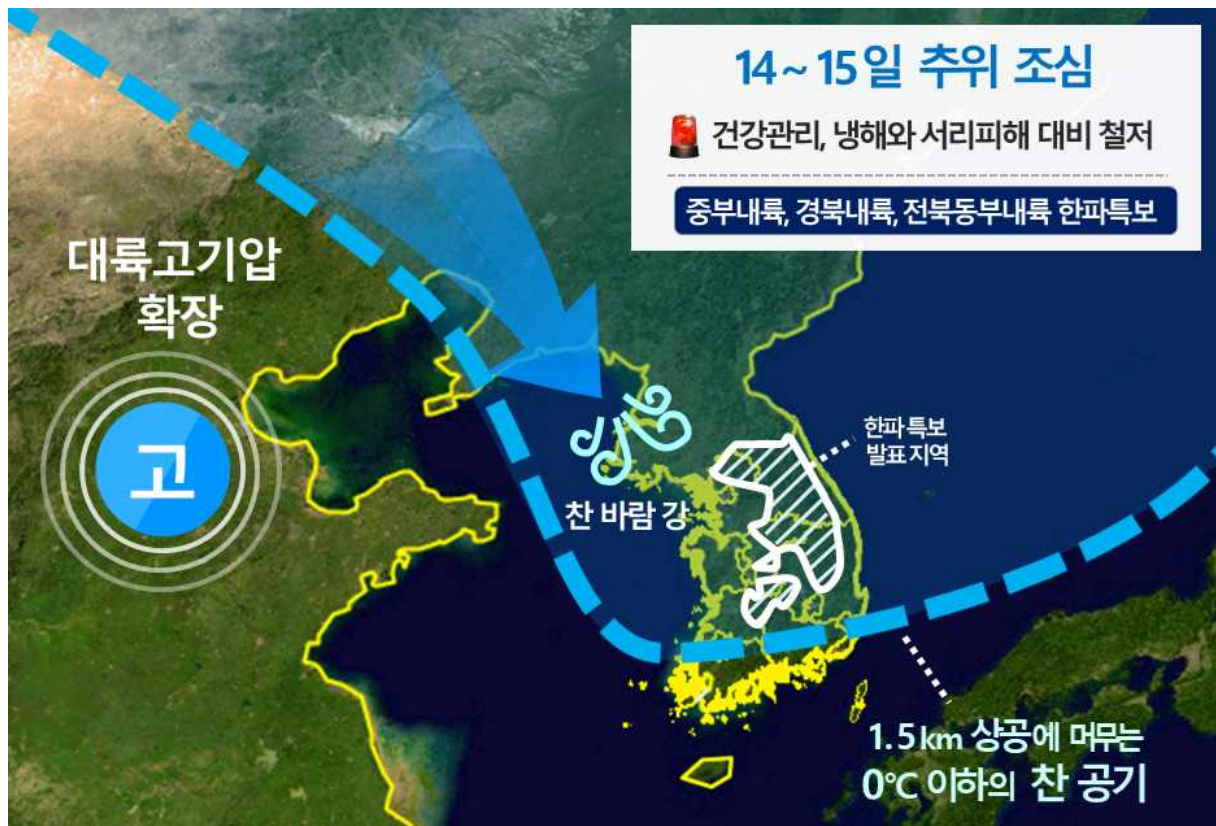 14~15일 추위 조심
건강관리, 냉해와 서리피해 대비 철저
중부내륙, 경북내륙, 전북동부내륙 한파특보
대륙고기압
확장
고
찬 바람 강
한파 특보
발표 지역
1.5km 상공에 머무는
0℃ 이하의 찬 공기